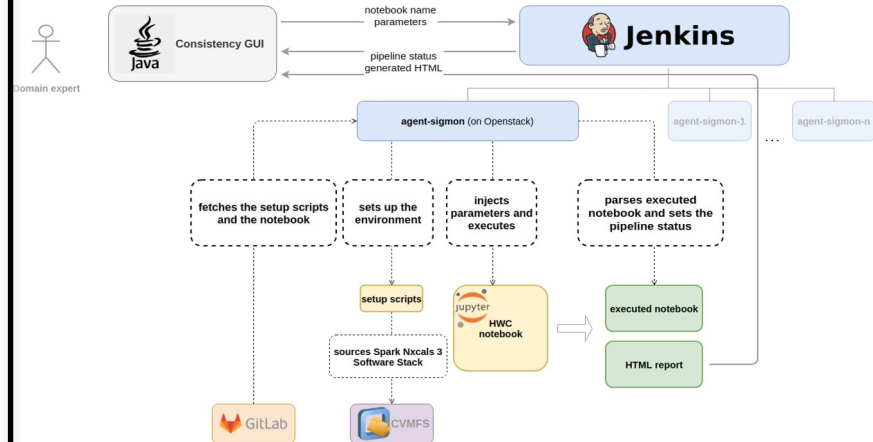 notebook name
parameters
Java
Consistency GUI
Jenkins
pipeline status
generated HTML
Domain expert
agent-sigmon (on Openstack)
agent-sigmon-1
...
agent-sigmon-n
fetches the setup scripts
and the notebook
sets up the
environment
injects
parameters and
executes
parses executed
notebook and sets the
pipeline status
setup scripts
jupyter
HWC
notebook
executed notebook
sources Spark Nxcals 3
Software Stack
HTML report
GitLab
CVMFS